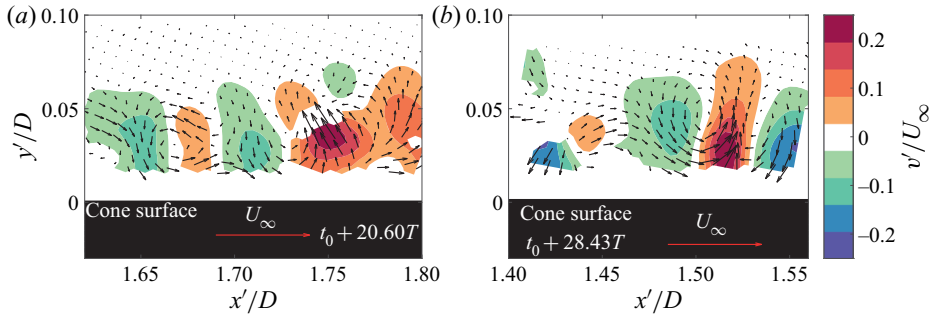 (a)
(b)
0.10
0.05
0
y′/D
Cone surface
U∞
t0 + 20.60T
1.65
1.70
1.75
1.80
x′/D
0.10
0.05
0
Cone surface
U∞
t0 + 28.43T
1.40
1.45
1.50
1.55
x′/D
0.2
0.1
0
–0.1
–0.2
v′/U∞